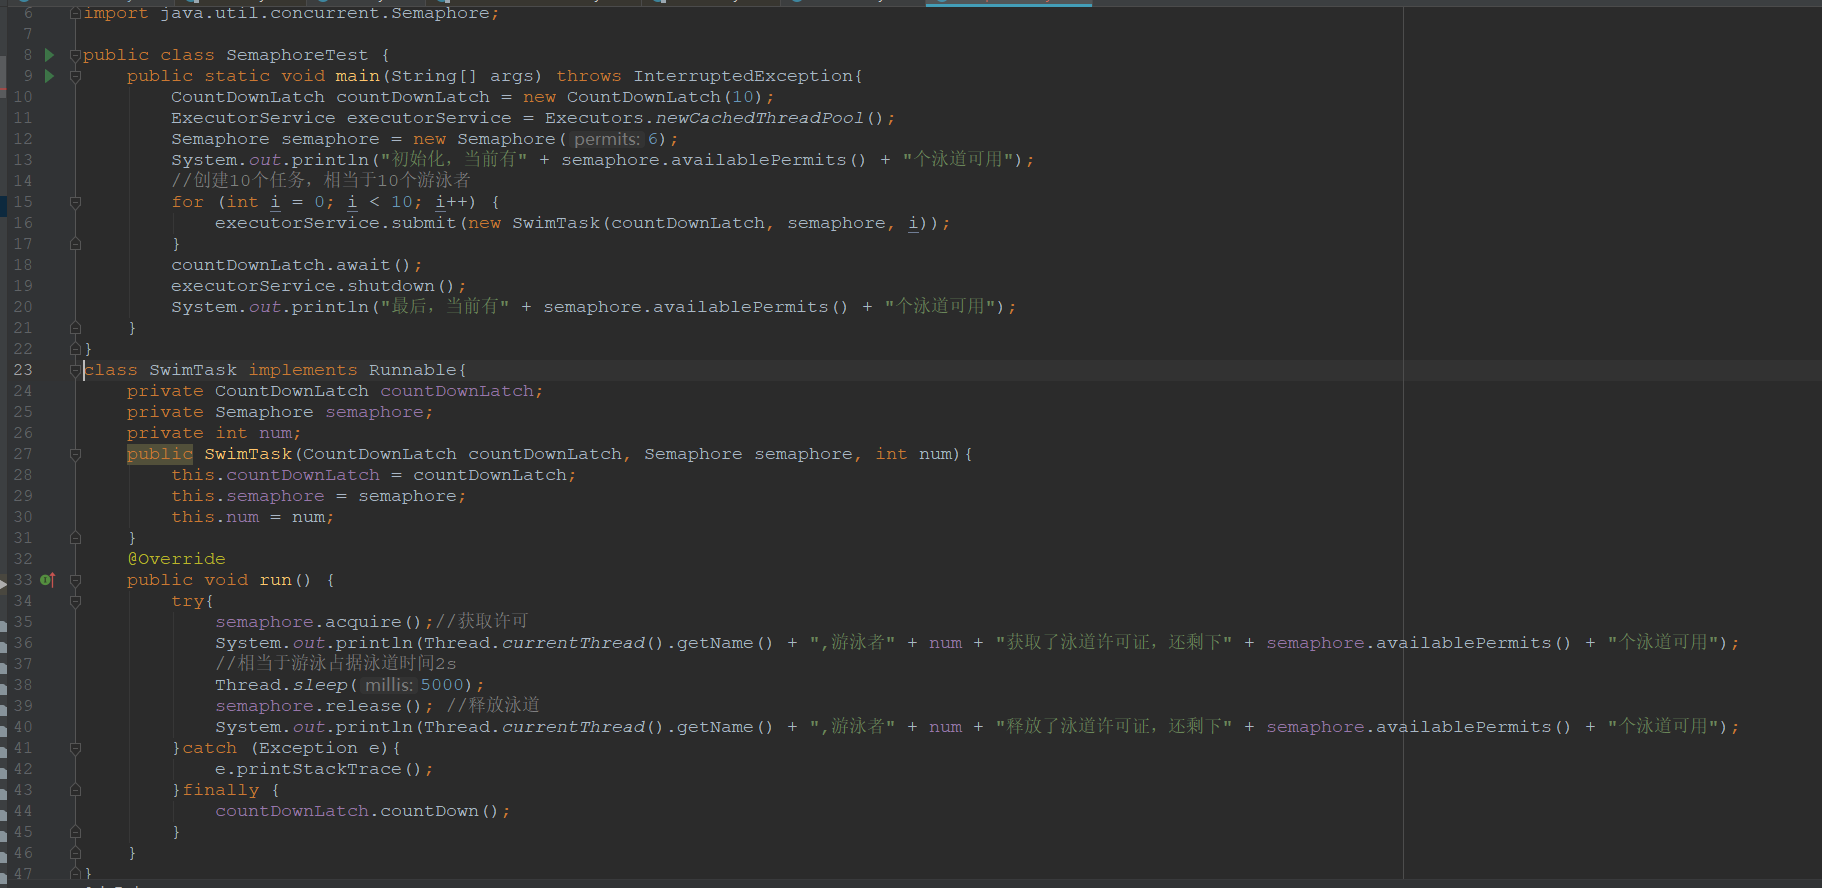 6 import java.util.concurrent.Semaphore;
7
8 public class SemaphoreTest {
9 public static void main(String[] args) throws InterruptedException{
10 CountDownLatch countDownLatch = new CountDownLatch(10);
11 ExecutorService executorService = Executors.newCachedThreadPool();
12 Semaphore semaphore = new Semaphore( permits: 6);
13 System.out.println("初始化，当前有" + semaphore.availablePermits() + "个泳道可用");
14 //创建10个任务，相当于10个游泳者
15 for (int i = 0; i < 10; i++) {
16 executorService.submit(new SwimTask(countDownLatch, semaphore, i));
17 }
18 countDownLatch.await();
19 executorService.shutdown();
20 System.out.println("最后，当前有" + semaphore.availablePermits() + "个泳道可用");
21 }
22 }
23 class SwimTask implements Runnable{
24 private CountDownLatch countDownLatch;
25 private Semaphore semaphore;
26 private int num;
27 public SwimTask(CountDownLatch countDownLatch, Semaphore semaphore, int num){
28 this.countDownLatch = countDownLatch;
29 this.semaphore = semaphore;
30 this.num = num;
31 }
32 @Override
33 public void run() {
34 try{
35 semaphore.acquire();//获取许可
36 System.out.println(Thread.currentThread().getName() + ",游泳者" + num + "获取了泳道许可证，还剩下" + semaphore.availablePermits() + "个泳道可用");
37 //相当于游泳占据泳道时间2s
38 Thread.sleep( millis: 5000);
39 semaphore.release(); //释放泳道
40 System.out.println(Thread.currentThread().getName() + ",游泳者" + num + "释放了泳道许可证，还剩下" + semaphore.availablePermits() + "个泳道可用");
41 }catch (Exception e){
42 e.printStackTrace();
43 }finally {
44 countDownLatch.countDown();
45 }
46 }
47 }